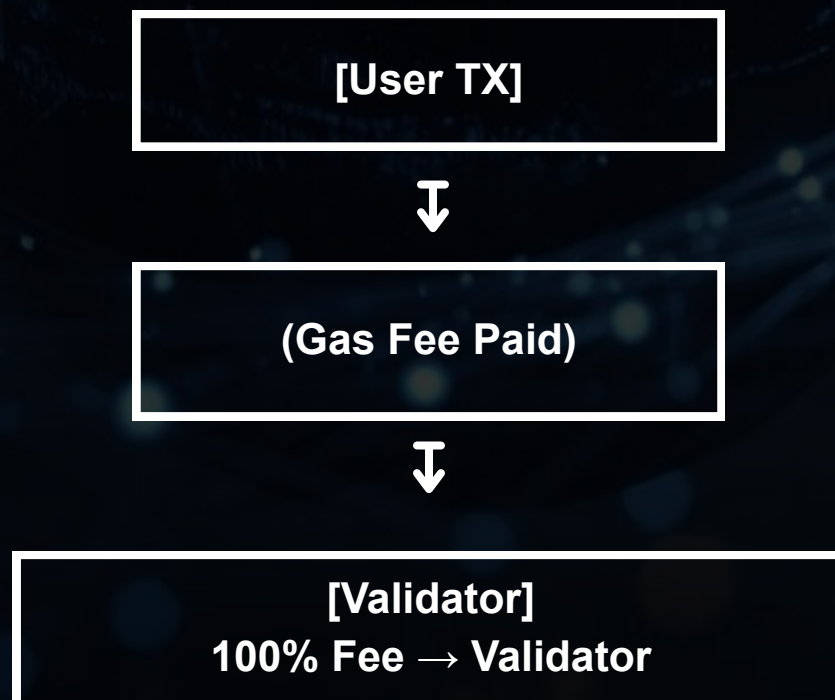 [User TX]
(Gas Fee Paid)
[Validator]
100% Fee → Validator